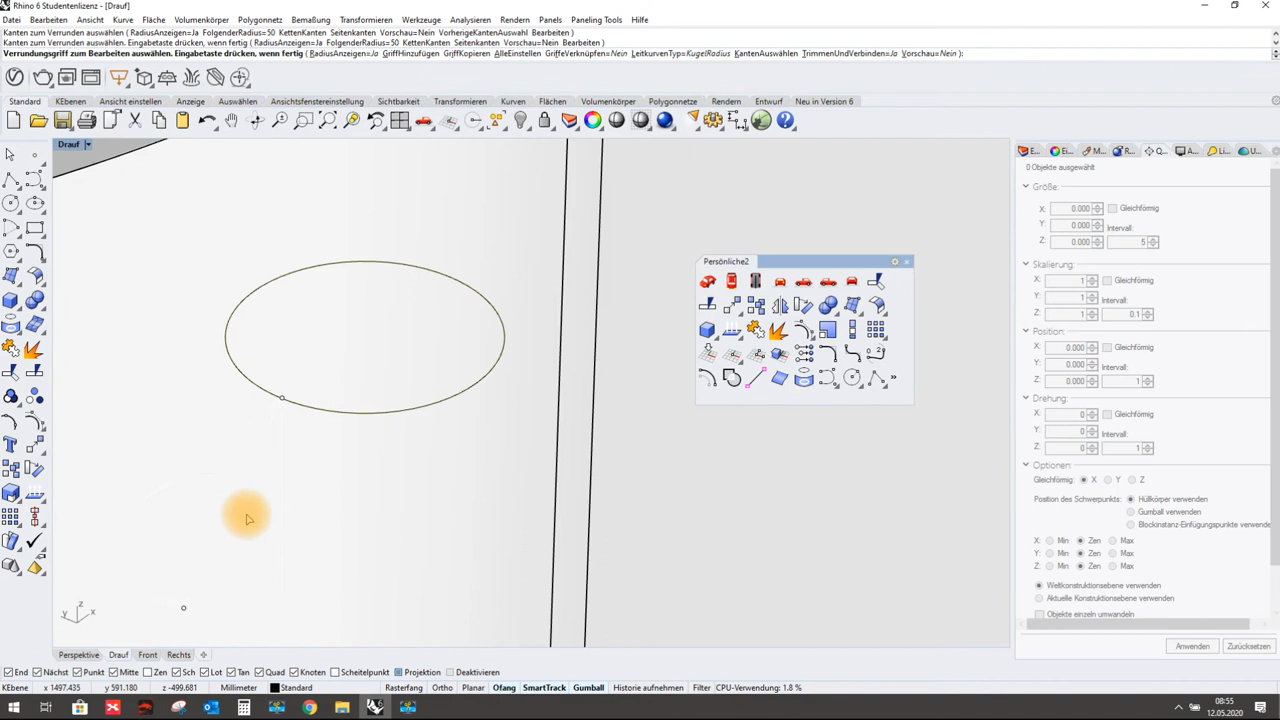 Rhino 6 Studentenlizenz - [Drauf]
Datei Bearbeiten Ansicht Kurve Fläche Volumenkörper Polygonnetz Bemaßung Transformieren Werkzeuge Analysieren Rendern Panels Paneling Tools Hilfe
Kanten zum Verrunden auswählen ( RadiusAnzeigen=Ja FolgenderRadius=50 KettenKanten Seitenkanten Vorschau=Nein VorherigeKantenAuswahl Bearbeiten )
Kanten zum Verrunden auswählen. Eingabetaste drücken, wenn fertig ( RadiusAnzeigen=Ja FolgenderRadius=50 KettenKanten Seitenkanten Vorschau=Nein Bearbeiten )
Verrundungsgriff zum Bearbeiten auswählen. Eingabetaste drücken, wenn fertig ( RadiusAnzeigen=Ja GriffHinzufügen GriffKopieren AlleEinstellen GriffeVerknüpfen=Nein LeitkurvenTyp=KugelRadius KantenAuswählen TrimmenUndVerbinden=Ja Vorschau=Nein ):
Standard KEbenen Ansicht einstellen Anzeige Auswählen Ansichtsfenstereinstellung Sichtbarkeit Transformieren Kurven Flächen Volumenkörper Polygonnetze Rendern Entwurf Neu in Version 6
Drauf
E... Ei... M... R... Q... A... Li... U...
0 Objekte ausgewählt
Größe:
X: 0.000 Gleichförmig
Y: 0.000 Intervall:
Z: 0.000 5
Skalierung:
X: 1 Gleichförmig
Y: 1 Intervall:
Z: 1 0.1
Position:
X: 0.000 Gleichförmig
Y: 0.000 Intervall:
Z: 0.000 1
Drehung:
X: 0 Gleichförmig
Y: 0 Intervall:
Z: 0 1
Optionen:
Gleichförmig: X Y Z
Position des Schwerpunkts: Hüllkörper verwenden
Gumball verwenden
Blockinstanz-Einfügungspunkte verwende
X: Min Zen Max
Y: Min Zen Max
Z: Min Zen Max
Weltkonstruktionsebene verwenden
Aktuelle Konstruktionsebene verwenden
Objekte einzeln umwandeln
Anwenden Zurücksetzen
Persönliche2
z
y x
Perspektive Drauf Front Rechts
End Nächst Punkt Mitte Zen Sch Lot Tan Quad Knoten Scheitelpunkt Projektion Deaktivieren
KEbene x 1497.435 y 591.180 z -499.681 Millimeter Standard Rasterfang Ortho Planar Ofang SmartTrack Gumball Historie aufnehmen Filter CPU-Verwendung: 1.8 %
08:55
12.05.2020